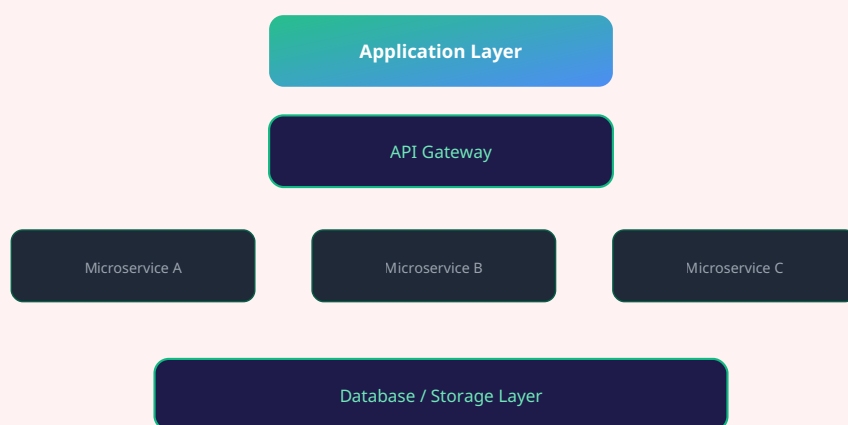 Application Layer
API Gateway
Microservice A
Microservice B
Microservice C
Database / Storage Layer